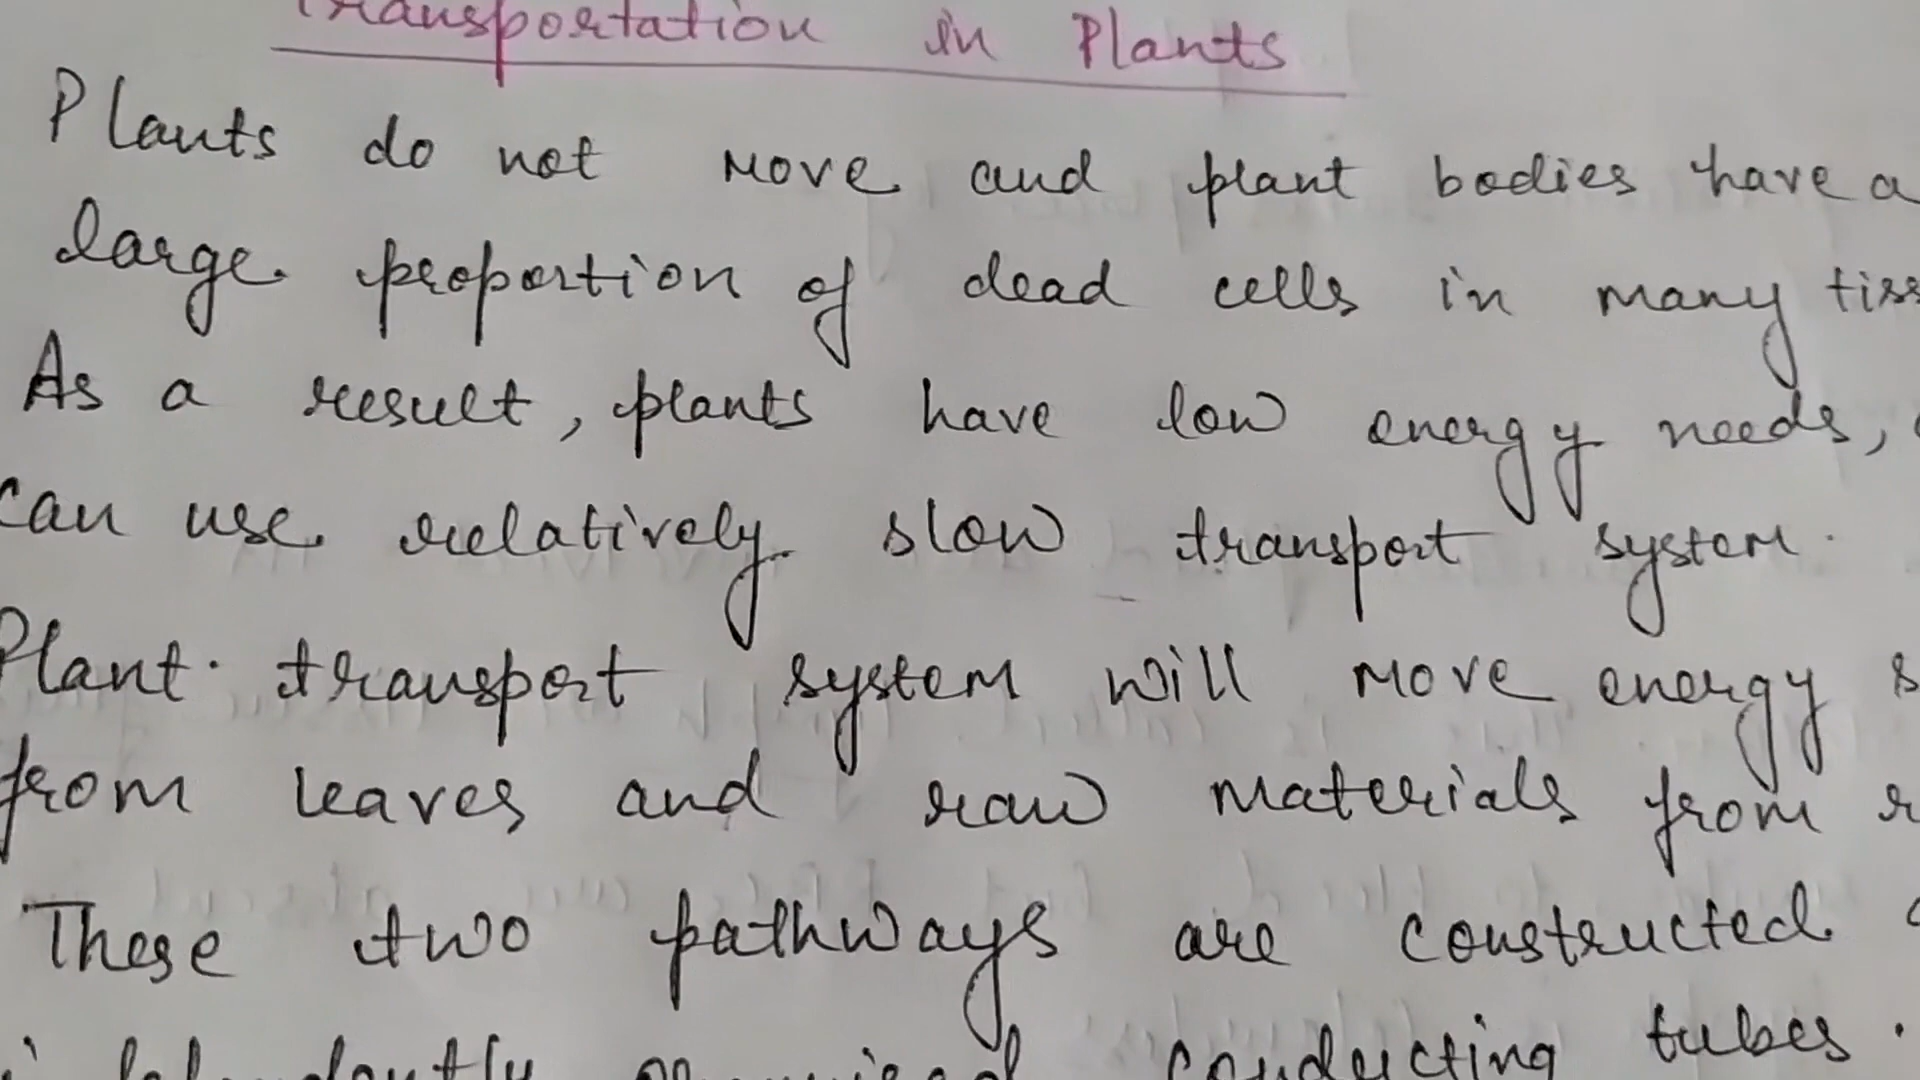 Transportation in Plants
Plants do not move and plant bodies have a
large proportion of dead cells in many
As a result, plants have low energy needs,
can use relatively slow transport system.
Plant transport system will move energy
from leaves and raw materials from
These two pathways are constructed
organised conducting tubes.